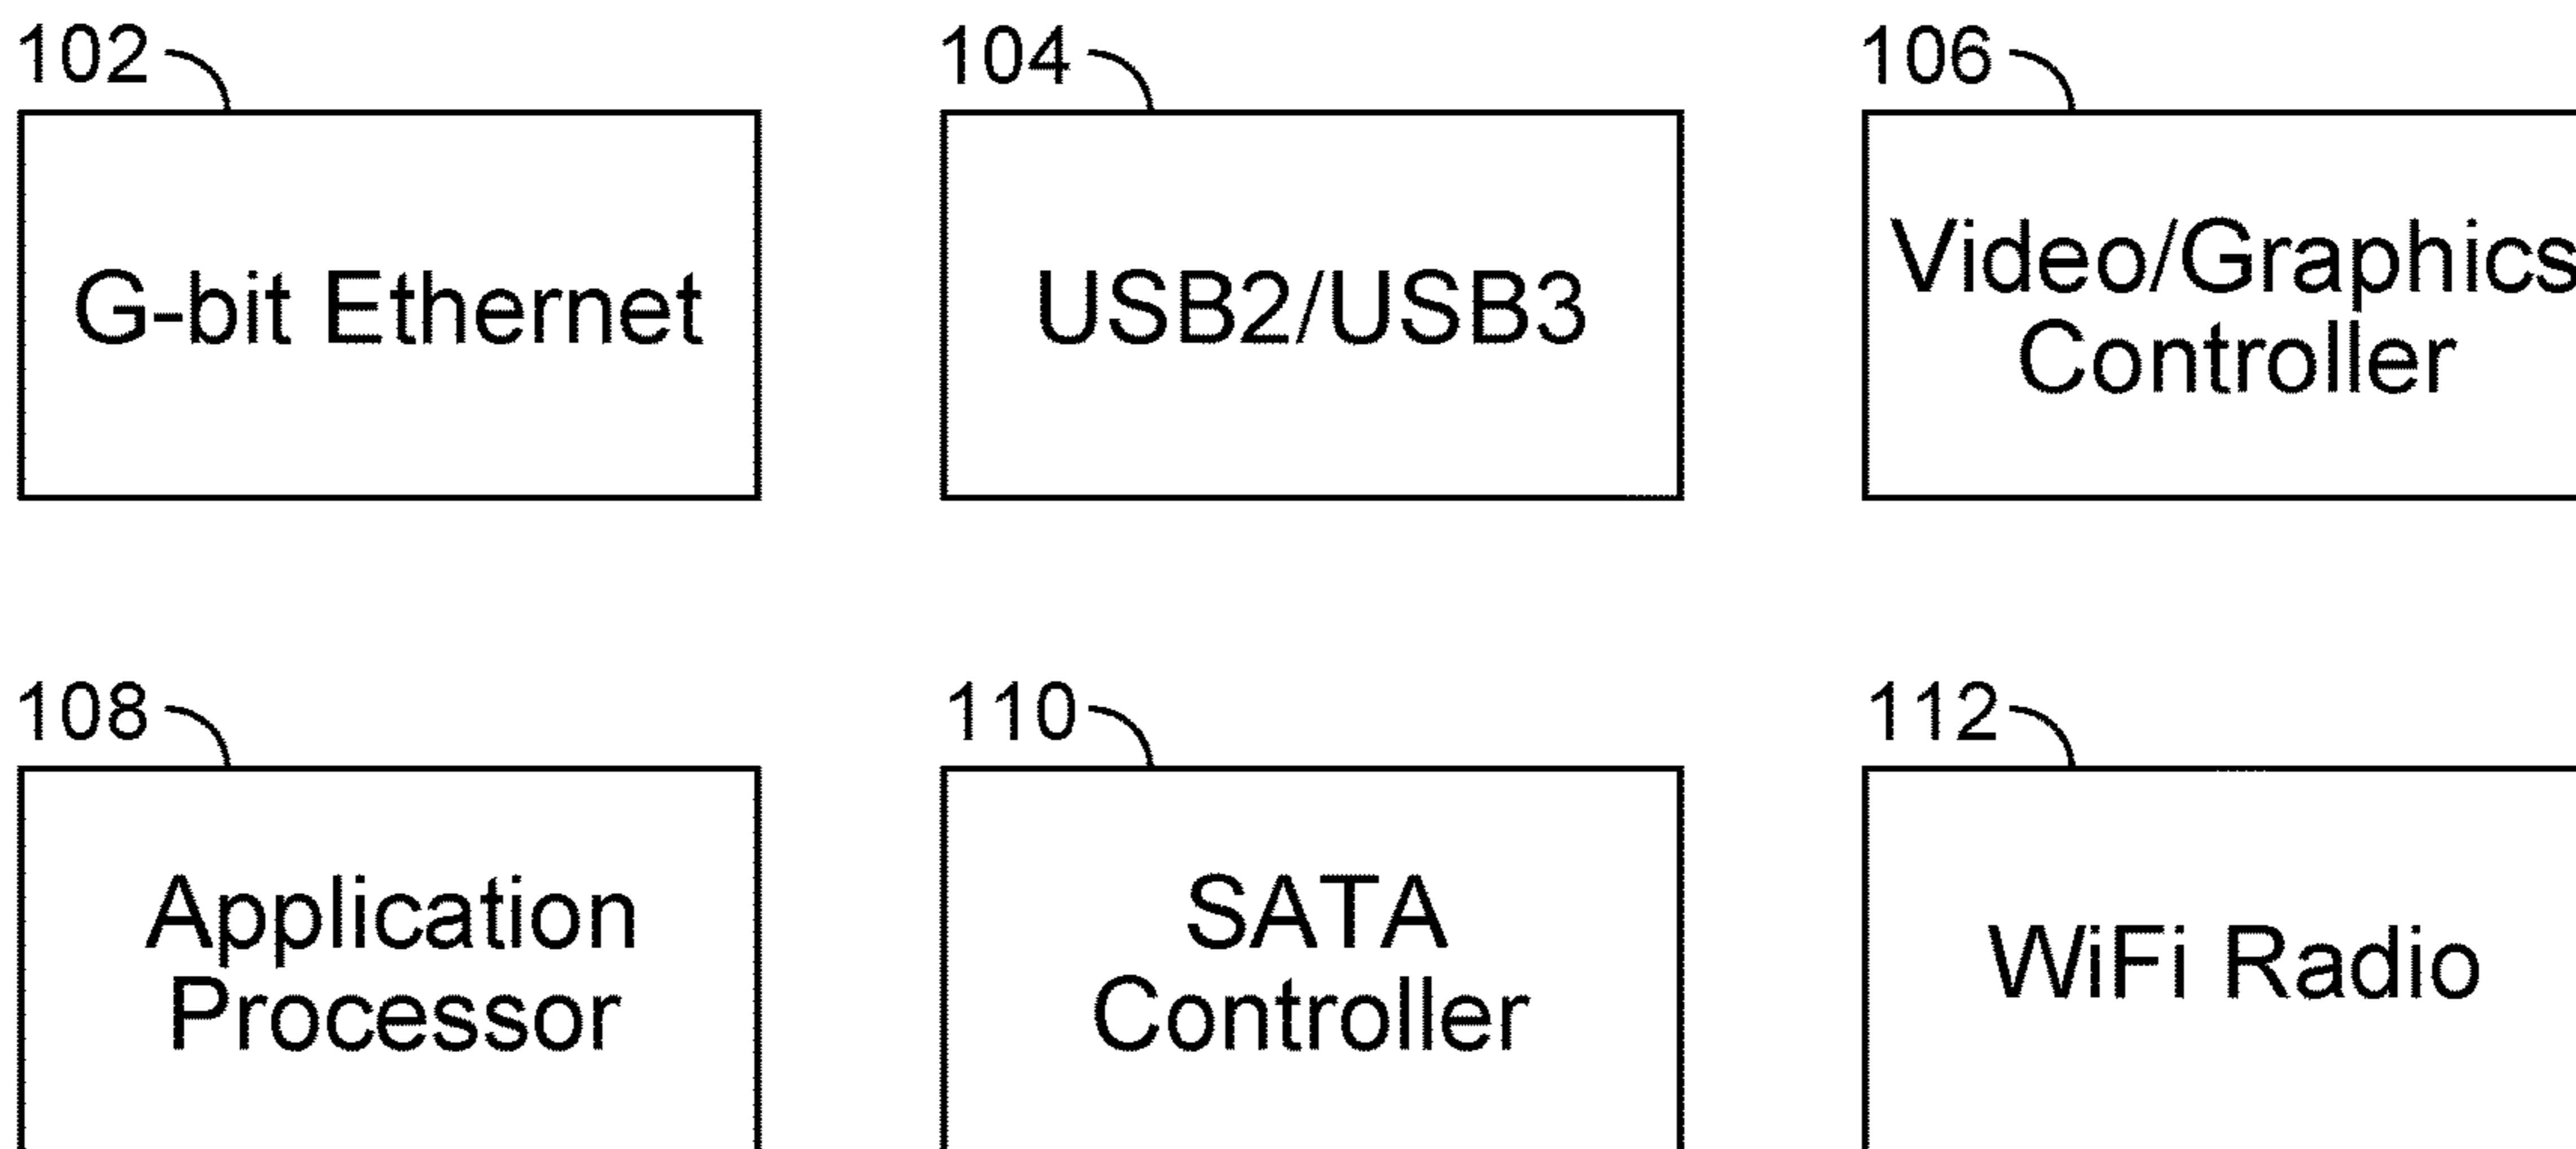 102
104
106
G-bit Ethernet
USB2/USB3
Video/Graphics
Controller
108
110
112
Application
Processor
SATA
Controller
WiFi Radio